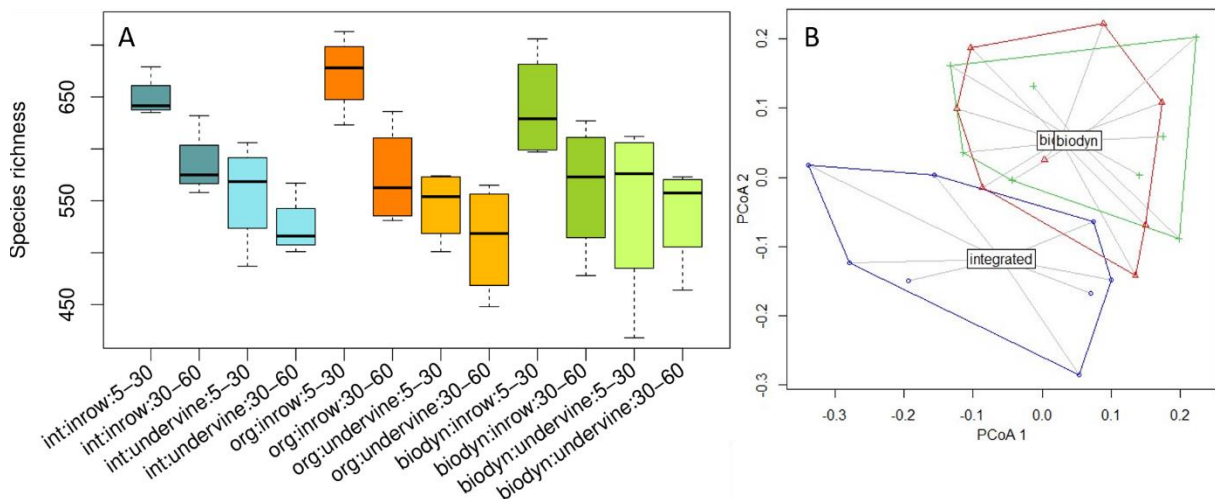 A
Species richness
650
550
450
int:inrow:5–30
int:inrow:30–60
int:undervine:5–30
int:undervine:30–60
org:inrow:5–30
org:inrow:30–60
org:undervine:5–30
org:undervine:30–60
biodyn:inrow:5–30
biodyn:inrow:30–60
biodyn:undervine:5–30
biodyn:undervine:30–60
B
PCoA 2
0.2
0.1
0.0
-0.1
-0.2
-0.3
biodyn
integrated
-0.3
-0.2
-0.1
0.0
0.1
0.2
PCoA 1